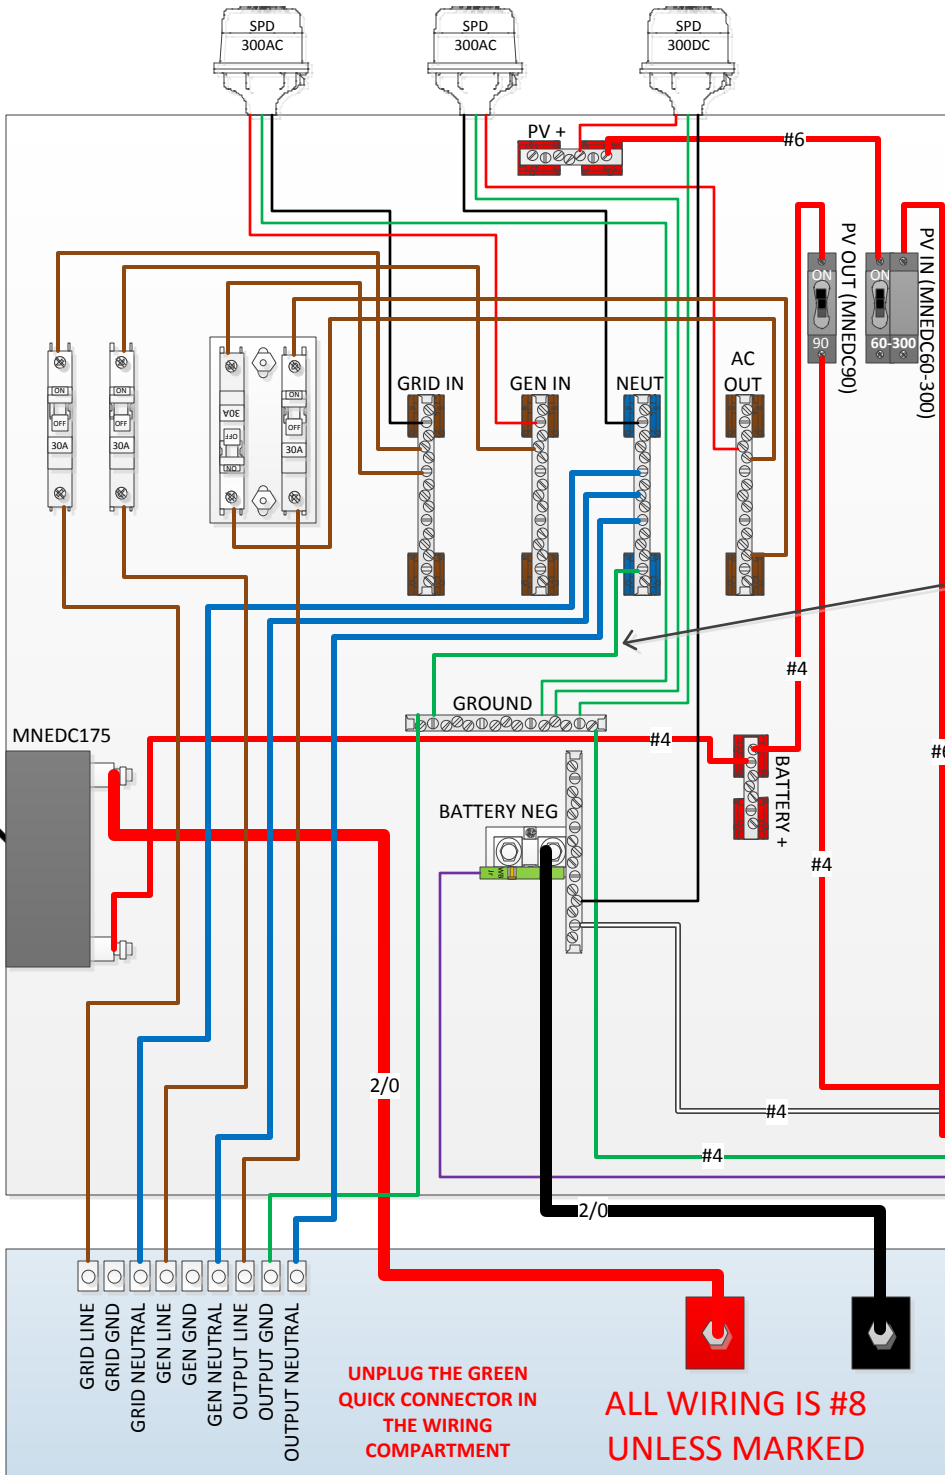 SPD
300AC
SPD
300AC
SPD
300DC
PV +
#6
PV OUT (MNEDC90)
PV IN (MNEDC60-300)
ON
90
ON
60-300
GRID IN
GEN IN
NEUT
AC
OUT
ON
OFF
30A
ON
OFF
30A
30A
OFF
ON
ON
OFF
30A
#4
GROUND
MNEDC175
#4
#6
BATTERY +
BATTERY NEG
#4
2/0
#4
#4
2/0
GRID LINE
GRID GND
GRID NEUTRAL
GEN LINE
GEN GND
GEN NEUTRAL
OUTPUT LINE
OUTPUT GND
OUTPUT NEUTRAL
UNPLUG THE GREEN
QUICK CONNECTOR IN
THE WIRING
COMPARTMENT
ALL WIRING IS #8
UNLESS MARKED